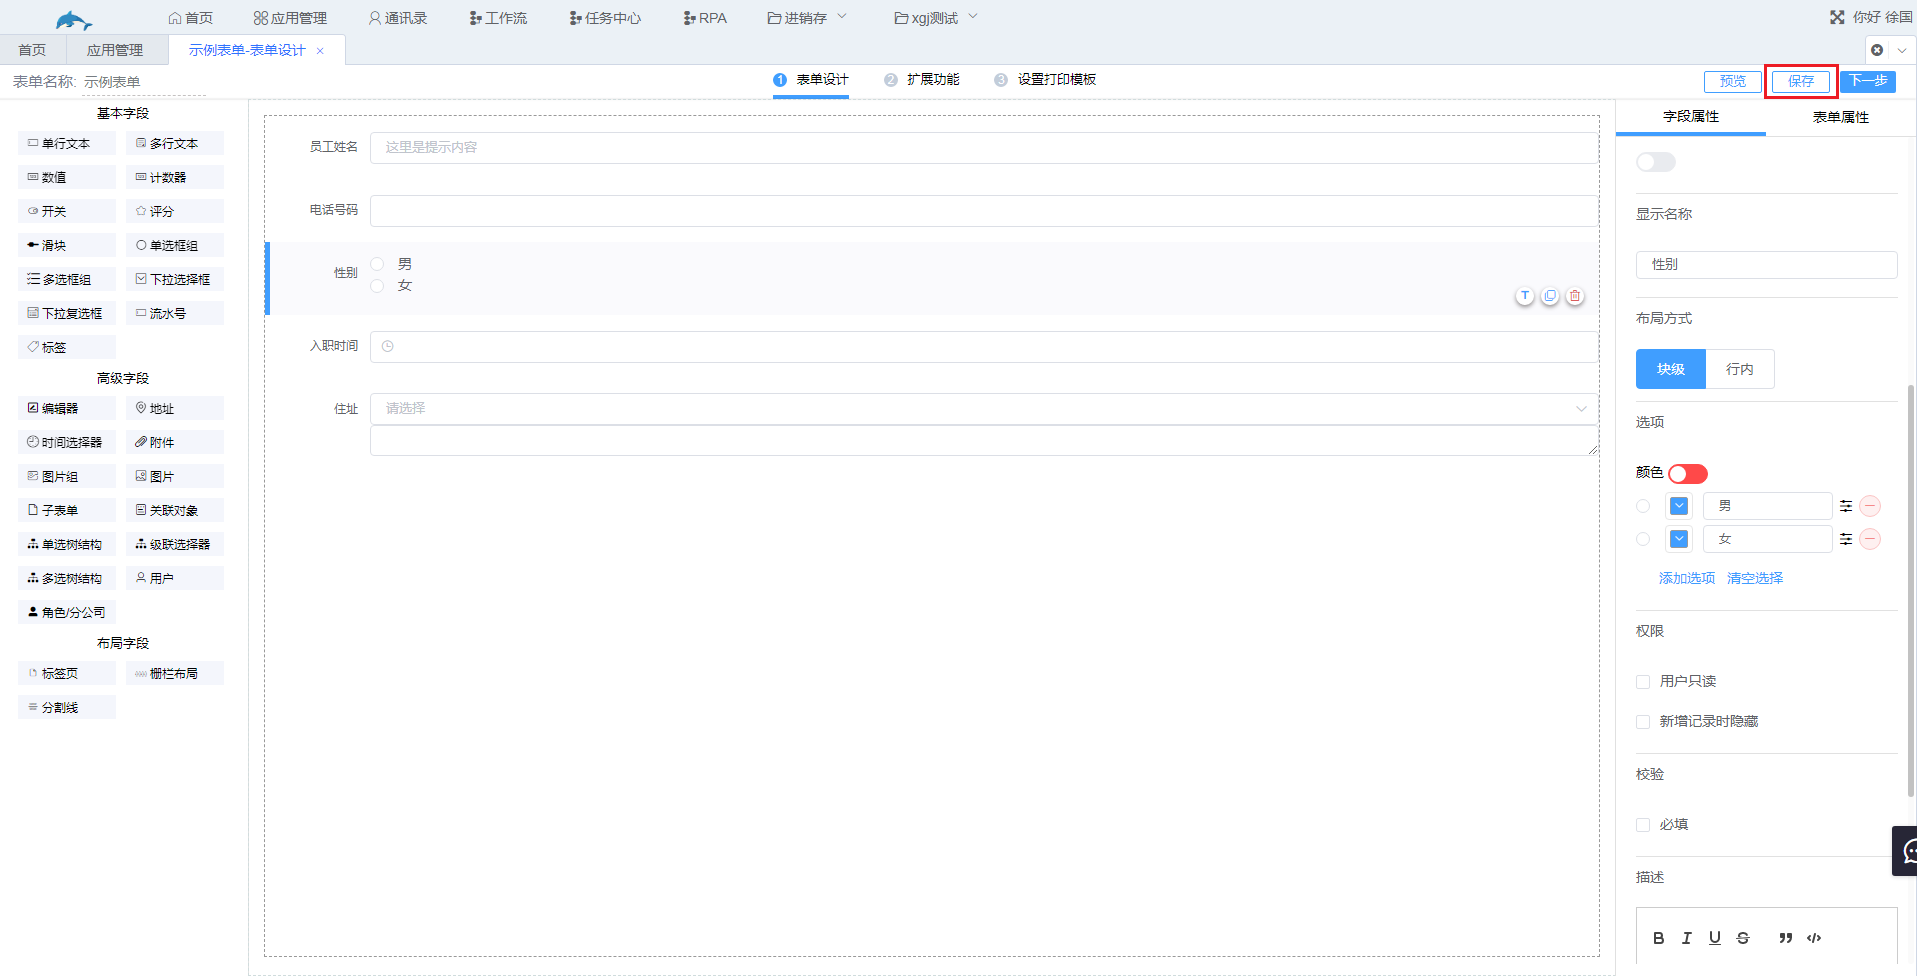 首页 应用管理 通讯录 工作流 任务中心 RPA 进销存 xgj测试 你好 徐国
首页 应用管理 示例表单-表单设计 ×
表单名称: 示例表单 1 表单设计 2 扩展功能 3 设置打印模板 预览 保存 下一步
基本字段
单行文本 多行文本
数值 计数器
开关 评分
滑块 单选框组
多选框组 下拉选择框
下拉复选框 流水号
标签
高级字段
编辑器 地址
时间选择器 附件
图片组 图片
子表单 关联对象
单选树结构 级联选择器
多选树结构 用户
角色/分公司
布局字段
标签页 栅栏布局
分割线
员工姓名 这里是提示内容
电话号码
性别 男
女
T
入职时间
住址 请选择
字段属性 表单属性
显示名称
性别
布局方式
块级 行内
选项
颜色
男
女
添加选项 清空选择
权限
用户只读
新增记录时隐藏
校验
必填
描述
B I U S ” </>